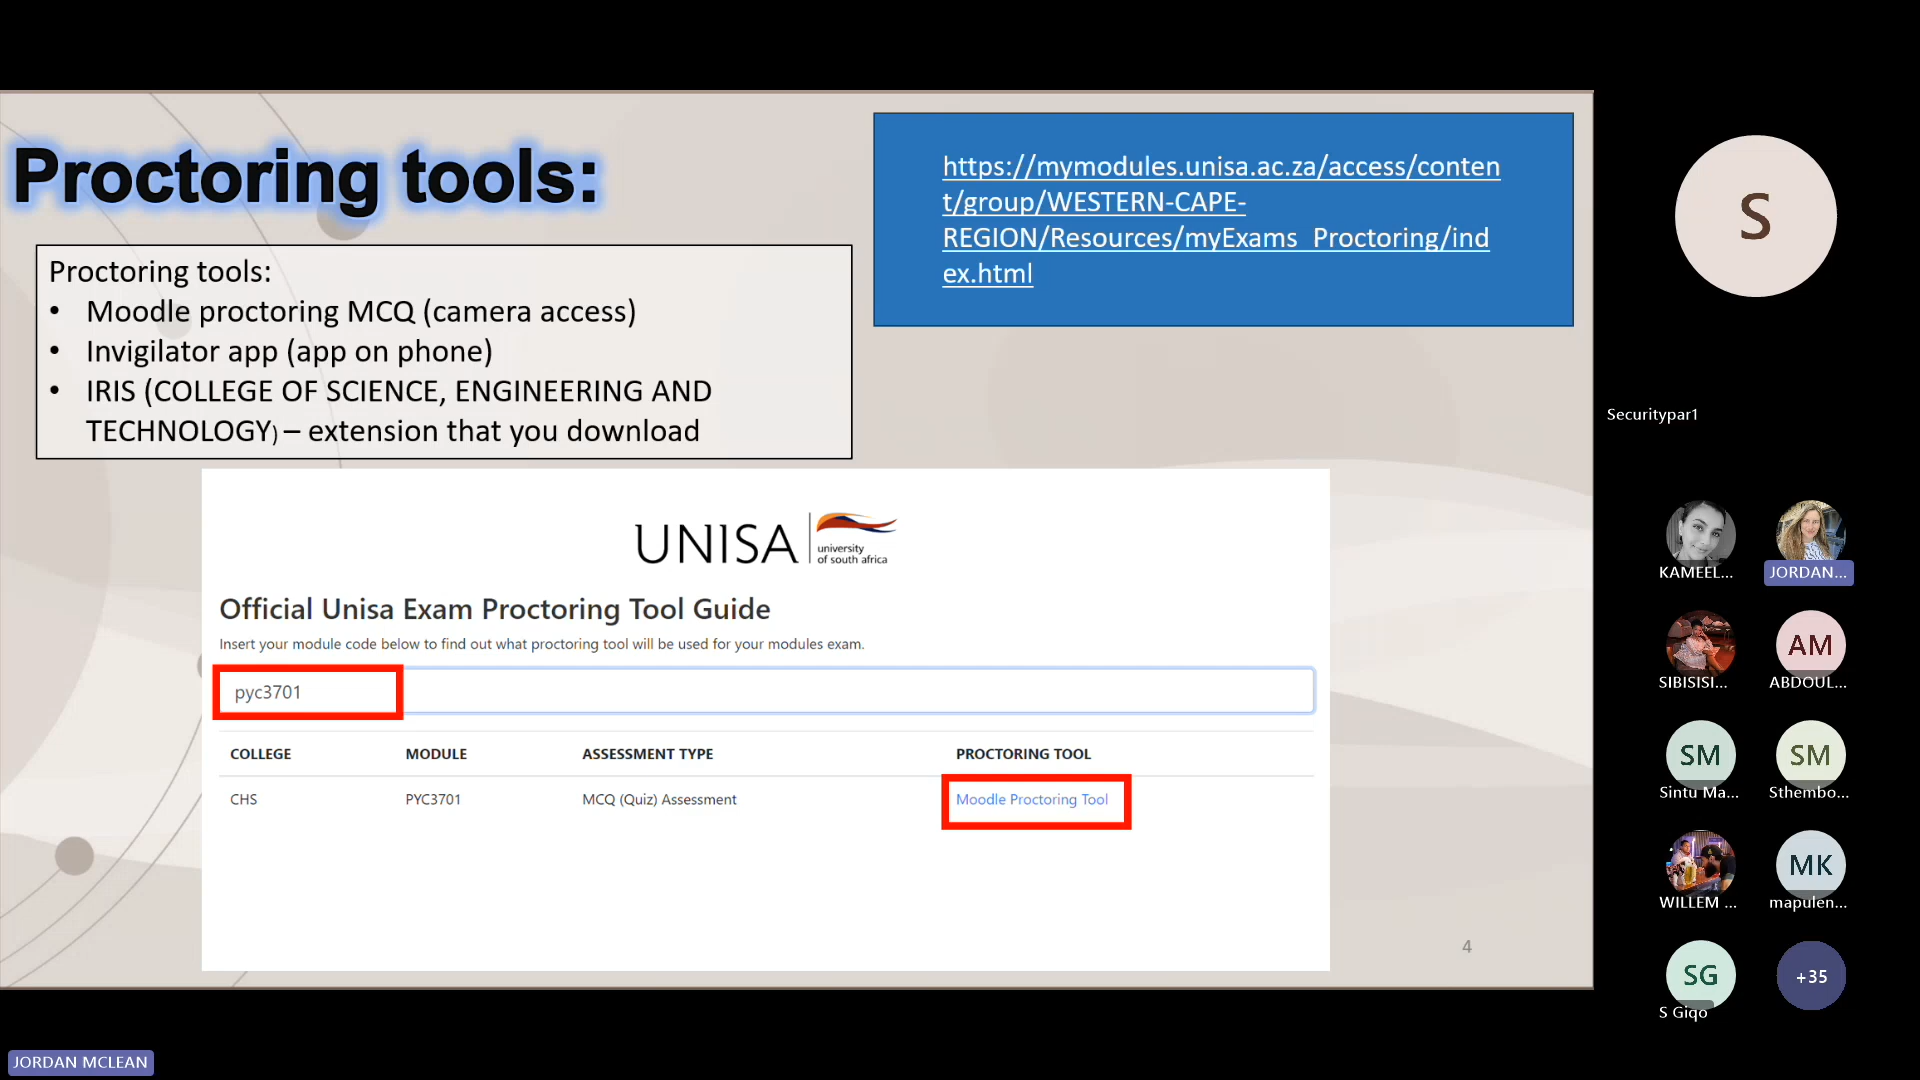 Proctoring tools:
https://mymodules.unisa.ac.za/access/conten
t/group/WESTERN-CAPE-
REGION/Resources/myExams_Proctoring/ind
ex.html
Proctoring tools:
• Moodle proctoring MCQ (camera access)
• Invigilator app (app on phone)
• IRIS (COLLEGE OF SCIENCE, ENGINEERING AND
TECHNOLOGY) – extension that you download
UNISA
university
of south africa
Official Unisa Exam Proctoring Tool Guide
Insert your module code below to find out what proctoring tool will be used for your modules exam.
pyc3701
COLLEGE MODULE ASSESSMENT TYPE PROCTORING TOOL
CHS PYC3701 MCQ (Quiz) Assessment Moodle Proctoring Tool
4
S
Securitypar1
KAMEEL... JORDAN...
AM
SIBISISI... ABDOUL...
SM SM
Sintu Ma... Sthembo...
MK
WILLEM ... mapulen...
SG +35
S Giqo
JORDAN MCLEAN